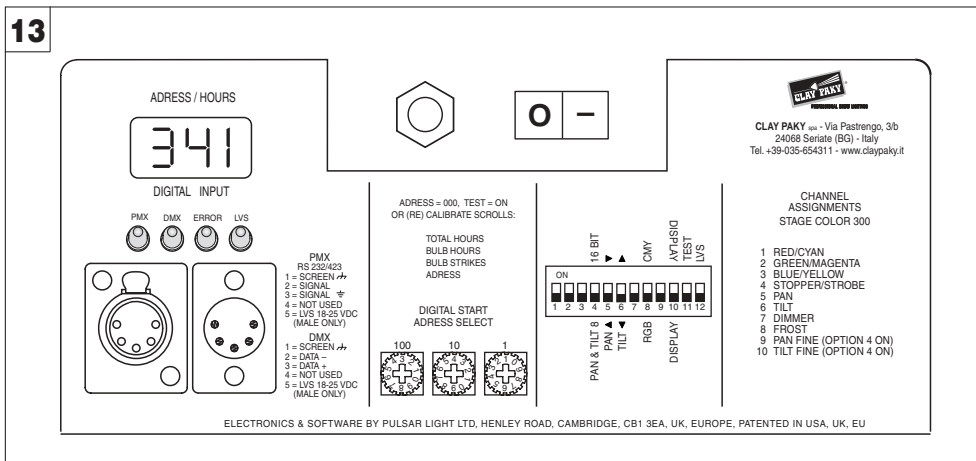 13
ADRESS / HOURS
341
DIGITAL INPUT
PMX DMX ERROR LVS
PMX
RS 232/423
1 = SCREEN
2 = SIGNAL
3 = SIGNAL
4 = NOT USED
5 = LVS 18-25 VDC
(MALE ONLY)
DMX
1 = SCREEN
2 = DATA –
3 = DATA +
4 = NOT USED
5 = LVS 18-25 VDC
(MALE ONLY)
O –
ADRESS = 000, TEST = ON
OR (RE) CALIBRATE SCROLLS:
TOTAL HOURS
BULB HOURS
BULB STRIKES
ADRESS
DIGITAL START
ADRESS SELECT
100 10 1
16 BIT ▶ ▲ CMY DISPLAY TEST LVS
ON
1 2 3 4 5 6 7 8 9 10 11 12
PAN & TILT 8 PAN ◀ TILT ▼ RGB DISPLAY
CLAY PAKY
PROFESSIONAL SHOW LIGHTING
CLAY PAKY spa - Via Pastrengo, 3/b
24068 Seriate (BG) - Italy
Tel. +39-035-654311 - www.claypaky.it
CHANNEL
ASSIGNMENTS
STAGE COLOR 300
1 RED/CYAN
2 GREEN/MAGENTA
3 BLUE/YELLOW
4 STOPPER/STROBE
5 PAN
6 TILT
7 DIMMER
8 FROST
9 PAN FINE (OPTION 4 ON)
10 TILT FINE (OPTION 4 ON)
ELECTRONICS & SOFTWARE BY PULSAR LIGHT LTD, HENLEY ROAD, CAMBRIDGE, CB1 3EA, UK, EUROPE, PATENTED IN USA, UK, EU